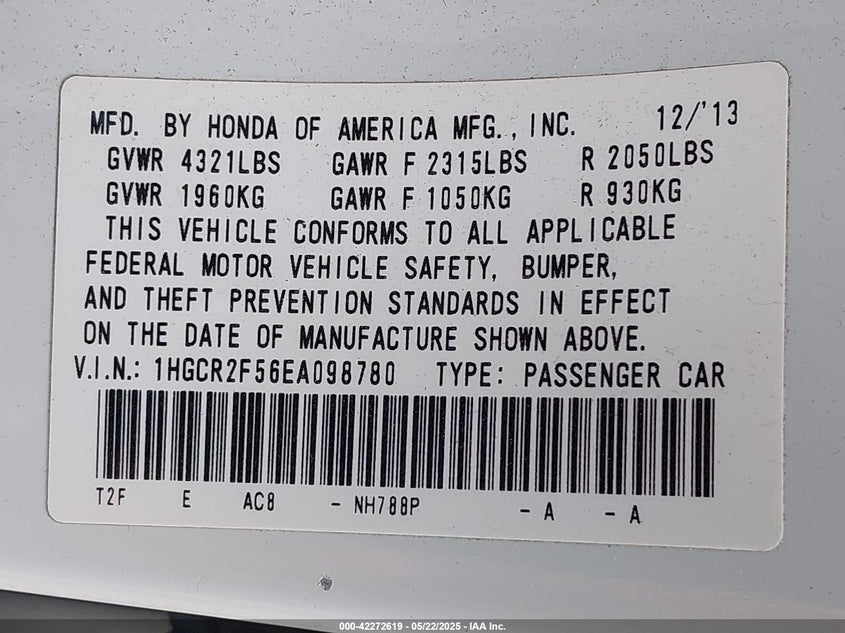 MFD. BY HONDA OF AMERICA MFG., INC. 12/'13
GVWR 4321LBS GAWR F 2315LBS R 2050LBS
GVWR 1960KG GAWR F 1050KG R 930KG
THIS VEHICLE CONFORMS TO ALL APPLICABLE
FEDERAL MOTOR VEHICLE SAFETY, BUMPER,
AND THEFT PREVENTION STANDARDS IN EFFECT
ON THE DATE OF MANUFACTURE SHOWN ABOVE.
V.I.N.: 1HGCR2F56EA098780 TYPE: PASSENGER CAR
T2F E AC8 - NH788P - A - A
000-42272619 - 05/22/2025 - IAA Inc.